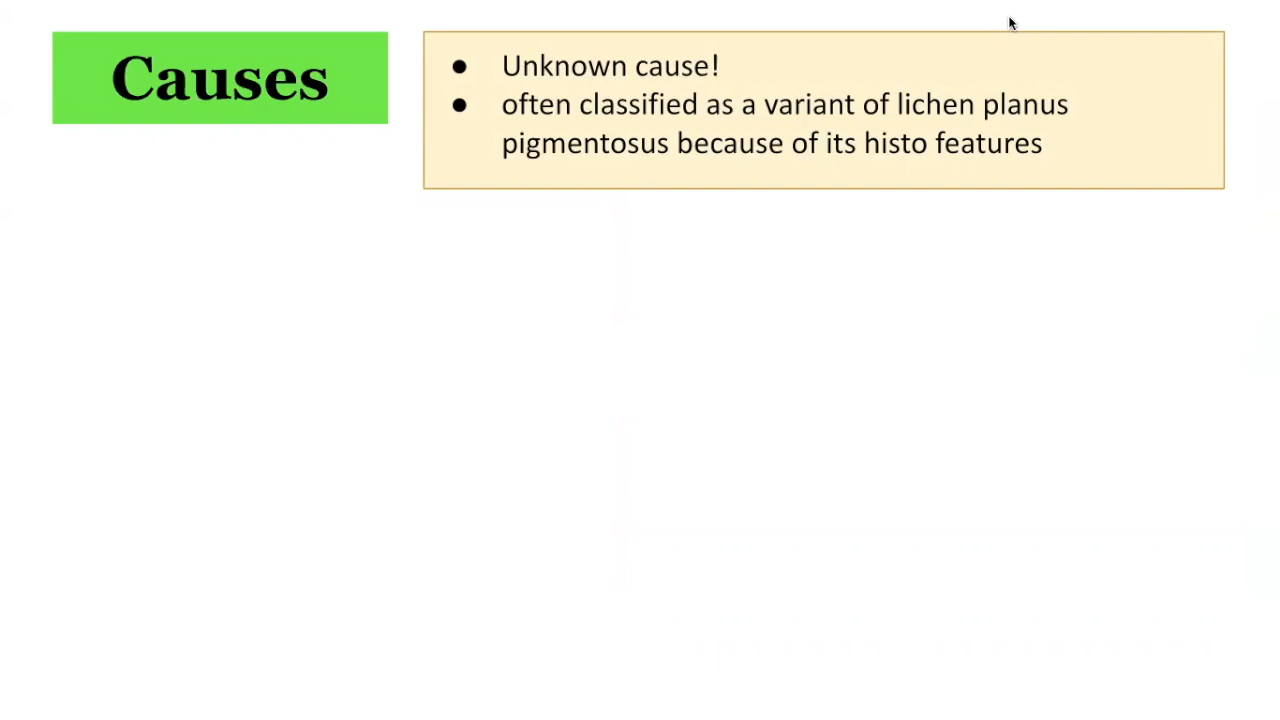 Causes
● Unknown cause!
● often classified as a variant of lichen planus
pigmentosus because of its histo features